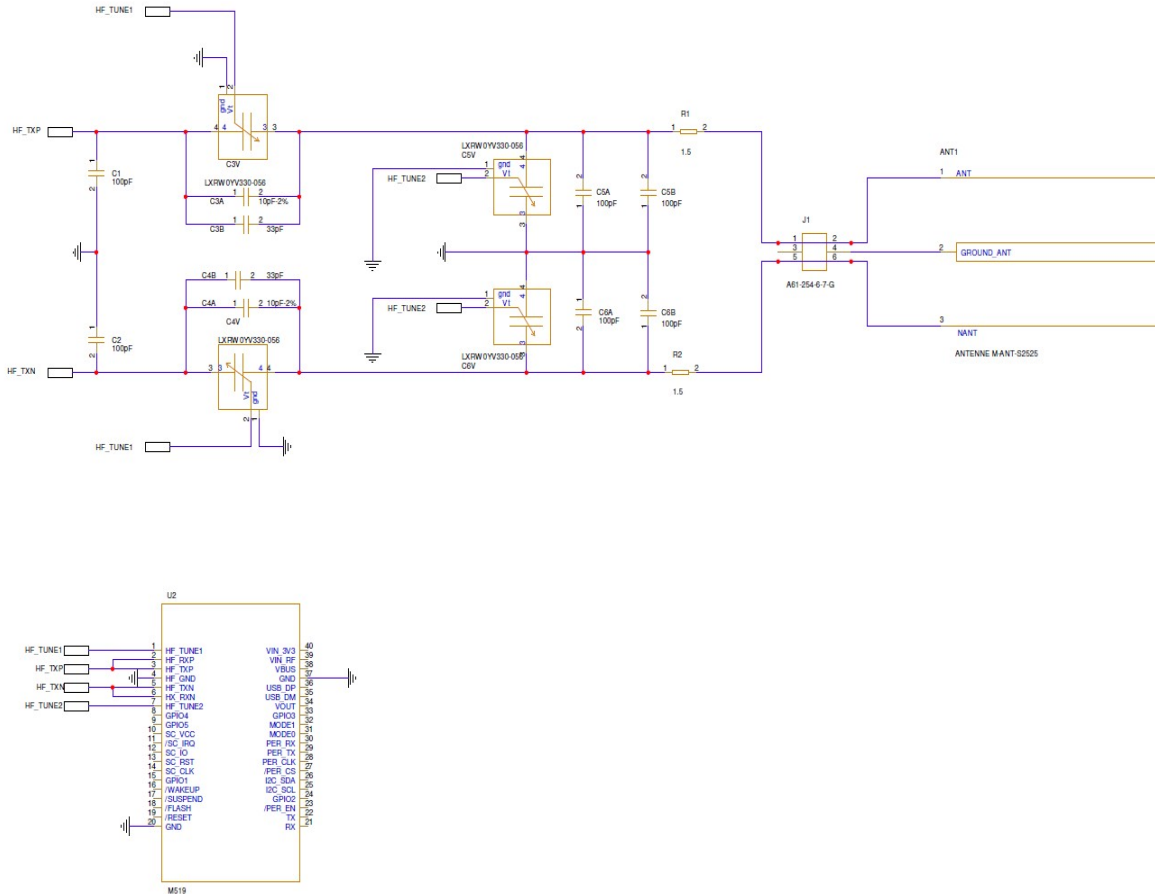 HF_TUNE1
1 2
gnd
Vt
HF_TXP
4 4 3 3
C3V
LXRW0YV330-056
C3A 1 2 10pF-2%
C3B 1 2 33pF
1
C1
100pF
2
C4B 1 2 33pF
C4A 1 2 10pF-2%
C4V
LXRW0YV330-056
1
C2
100pF
2
HF_TXN
3 3 4 4
Vt
gnd
2 1
HF_TUNE1
LXRW0YV330-056
C5V
1 gnd
2 Vt
4 4
3 3
HF_TUNE2
2
C5A
100pF
1
2
C5B
100pF
1
1 gnd
2 Vt
4 4
3 3
HF_TUNE2
LXRW0YV330-056
C6V
1
C6A
100pF
2
2
C6B
100pF
1
R1
1 2
1.5
R2
1 2
1.5
J1
1 2
3 4
5 6
A61-254-6-7-G
ANT1
1 ANT
2 GROUND_ANT
3 NANT
ANTENNE M-ANT-S2525
U2
HF_TUNE1
HF_TXP
HF_TXN
HF_TUNE2
1 HF_TUNE1
2 HF_RXP
3 HF_TXP
4 HF_GND
5 HF_TXN
6 HX_RXN
7 HF_TUNE2
8 GPIO4
9 GPIO5
10 SC_VCC
11 /SC_IRQ
12 SC_IO
13 SC_RST
14 SC_CLK
15 GPIO1
16 /WAKEUP
17 /SUSPEND
18 /FLASH
19 /RESET
20 GND
VIN_3V3 40
VIN_RF 39
VBUS 38
GND 37
USB_DP 36
USB_DM 35
VOUT 34
GPIO3 33
MODE1 32
MODE0 31
PER_RX 30
PER_TX 29
PER_CLK 28
/PER_CS 27
I2C_SDA 26
I2C_SCL 25
GPIO2 24
/PER_EN 23
TX 22
RX 21
M519